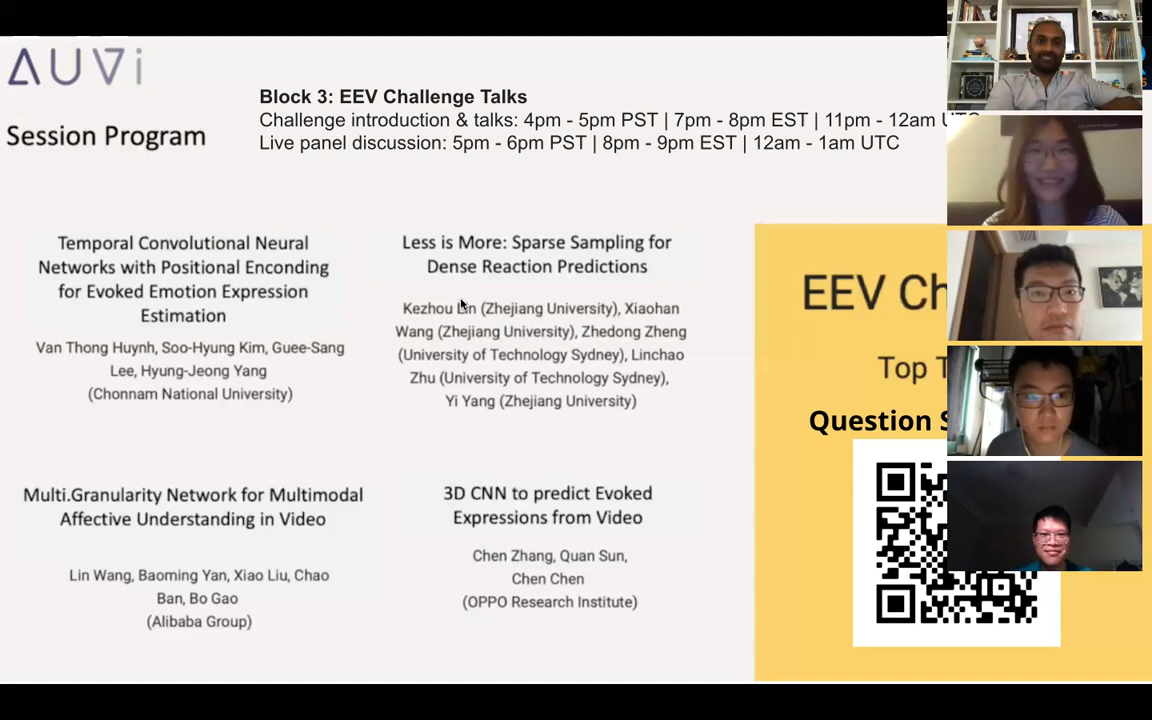 AUVi
Session Program
Block 3: EEV Challenge Talks
Challenge introduction & talks: 4pm - 5pm PST | 7pm - 8pm EST | 11pm - 12am UTC
Live panel discussion: 5pm - 6pm PST | 8pm - 9pm EST | 12am - 1am UTC
Temporal Convolutional Neural
Networks with Positional Enconding
for Evoked Emotion Expression
Estimation
Van Thong Huynh, Soo-Hyung Kim, Guee-Sang
Lee, Hyung-Jeong Yang
(Chonnam National University)
Less is More: Sparse Sampling for
Dense Reaction Predictions
Kezhou Lin (Zhejiang University), Xiaohan
Wang (Zhejiang University), Zhedong Zheng
(University of Technology Sydney), Linchao
Zhu (University of Technology Sydney),
Yi Yang (Zhejiang University)
Multi.Granularity Network for Multimodal
Affective Understanding in Video
Lin Wang, Baoming Yan, Xiao Liu, Chao
Ban, Bo Gao
(Alibaba Group)
3D CNN to predict Evoked
Expressions from Video
Chen Zhang, Quan Sun,
Chen Chen
(OPPO Research Institute)
EEV Ch
Top T
Question S